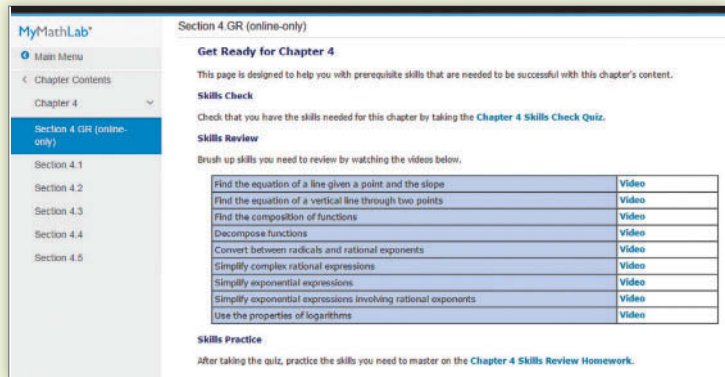 MyMathLab®
Main Menu
Chapter Contents
Chapter 4
Section 4.GR (online-
only)
Section 4.1
Section 4.2
Section 4.3
Section 4.4
Section 4.5
Section 4.GR (online-only)
Get Ready for Chapter 4
This page is designed to help you with prerequisite skills that are needed to be successful with this chapter's content.
Skills Check
Check that you have the skills needed for this chapter by taking the Chapter 4 Skills Check Quiz.
Skills Review
Brush up skills you need to review by watching the videos below.
Find the equation of a line given a point and the slope Video
Find the equation of a vertical line through two points Video
Find the composition of functions Video
Decompose functions Video
Convert between radicals and rational exponents Video
Simplify complex rational expressions Video
Simplify exponential expressions Video
Simplify exponential expressions involving rational exponents Video
Use the properties of logarithms Video
Skills Practice
After taking the quiz, practice the skills you need to master on the Chapter 4 Skills Review Homework.